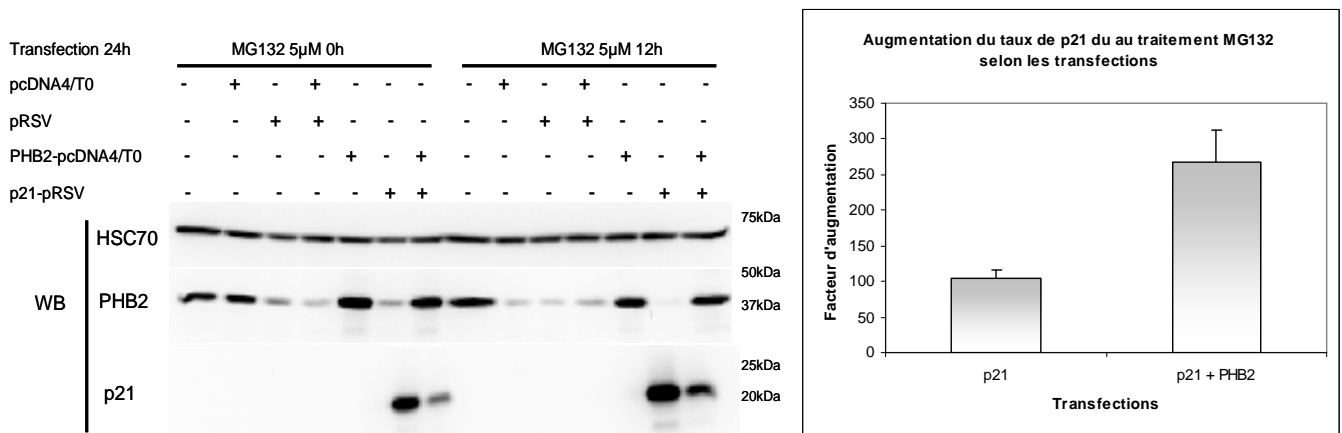 Transfection 24h MG132 5µM 0h MG132 5µM 12h
pcDNA4/T0 - + - + - - - - + - + - - -
pRSV - - + + - - - - - + + - - -
PHB2-pcDNA4/T0 - - - - + - + - - - - + - +
p21-pRSV - - - - - + + - - - - - + +
WB
HSC70
75kDa
PHB2
50kDa
37kDa
p21
25kDa
20kDa
Augmentation du taux de p21 du au traitement MG132
selon les transfections
Facteur d'augmentation
350
300
250
200
150
100
50
0
p21 p21 + PHB2
Transfections